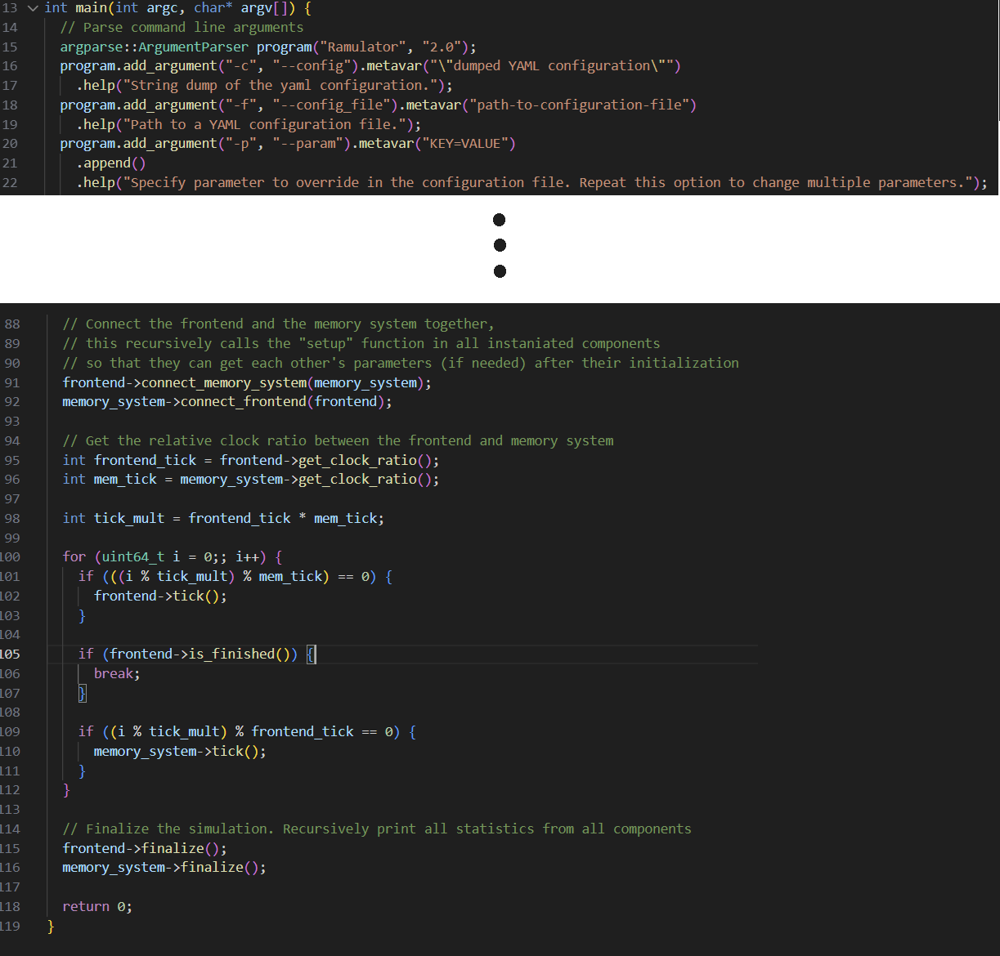 13 int main(int argc, char* argv[]) {
14 // Parse command line arguments
15 argparse::ArgumentParser program("Ramulator", "2.0");
16 program.add_argument("-c", "--config").metavar("\"dumped YAML configuration\"")
17 .help("String dump of the yaml configuration.");
18 program.add_argument("-f", "--config_file").metavar("path-to-configuration-file")
19 .help("Path to a YAML configuration file.");
20 program.add_argument("-p", "--param").metavar("KEY=VALUE")
21 .append()
22 .help("Specify parameter to override in the configuration file. Repeat this option to change multiple parameters.");
88 // Connect the frontend and the memory system together,
89 // this recursively calls the "setup" function in all instaniated components
90 // so that they can get each other's parameters (if needed) after their initialization
91 frontend->connect_memory_system(memory_system);
92 memory_system->connect_frontend(frontend);
93
94 // Get the relative clock ratio between the frontend and memory system
95 int frontend_tick = frontend->get_clock_ratio();
96 int mem_tick = memory_system->get_clock_ratio();
97
98 int tick_mult = frontend_tick * mem_tick;
99
100 for (uint64_t i = 0;; i++) {
101 if (((i % tick_mult) % mem_tick) == 0) {
102 frontend->tick();
103 }
104
105 if (frontend->is_finished()) {
106 break;
107 }
108
109 if ((i % tick_mult) % frontend_tick == 0) {
110 memory_system->tick();
111 }
112 }
113
114 // Finalize the simulation. Recursively print all statistics from all components
115 frontend->finalize();
116 memory_system->finalize();
117
118 return 0;
119 }